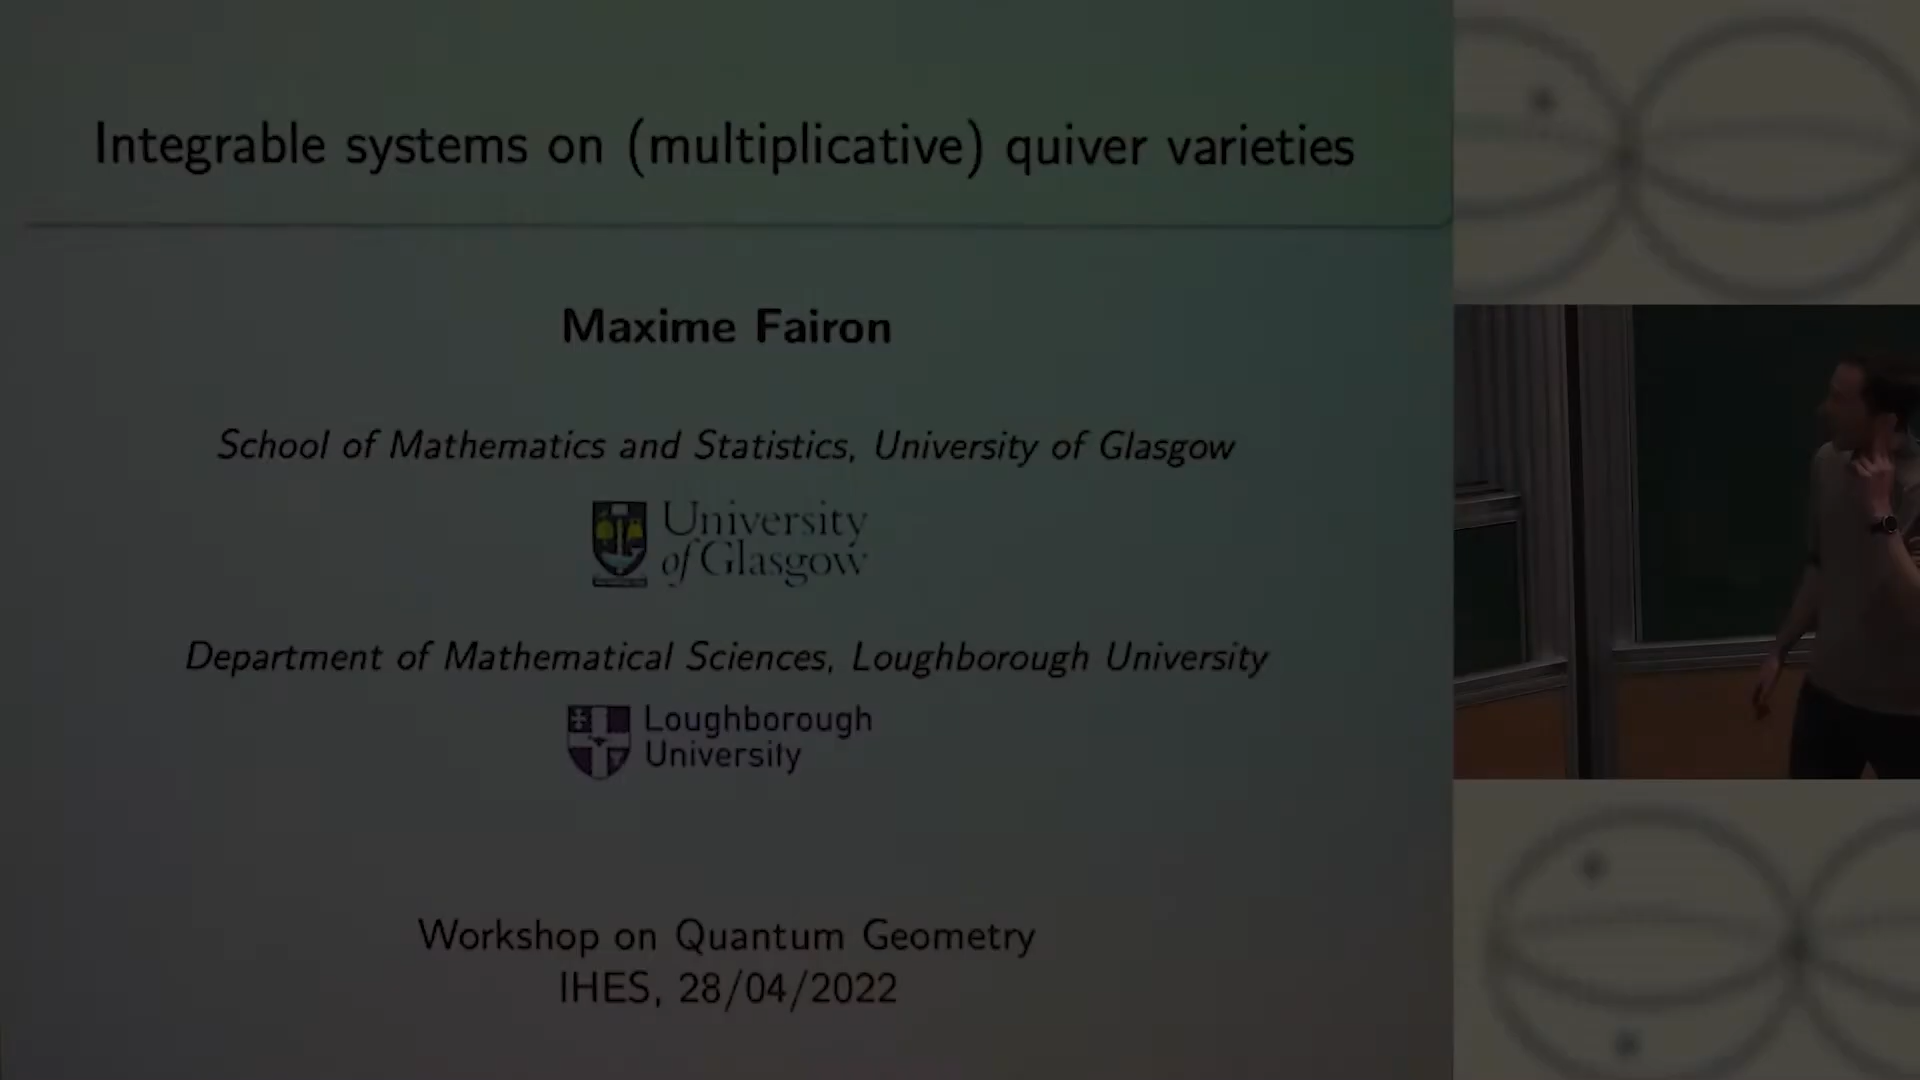 Integrable systems on (multiplicative) quiver varieties
Maxime Fairon
School of Mathematics and Statistics, University of Glasgow
University
of Glasgow
Department of Mathematical Sciences, Loughborough University
Loughborough
University
Workshop on Quantum Geometry
IHES, 28/04/2022